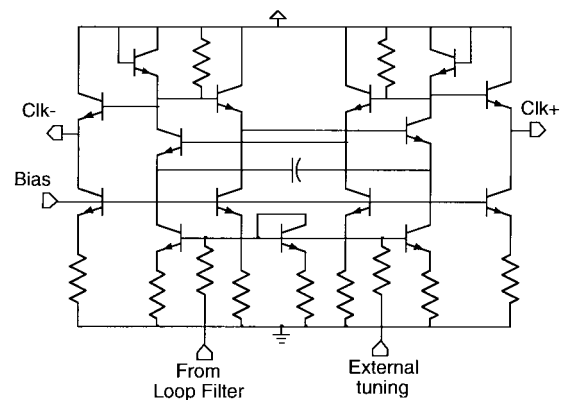 Clk-
Clk+
Bias
From
Loop Filter
External
tuning